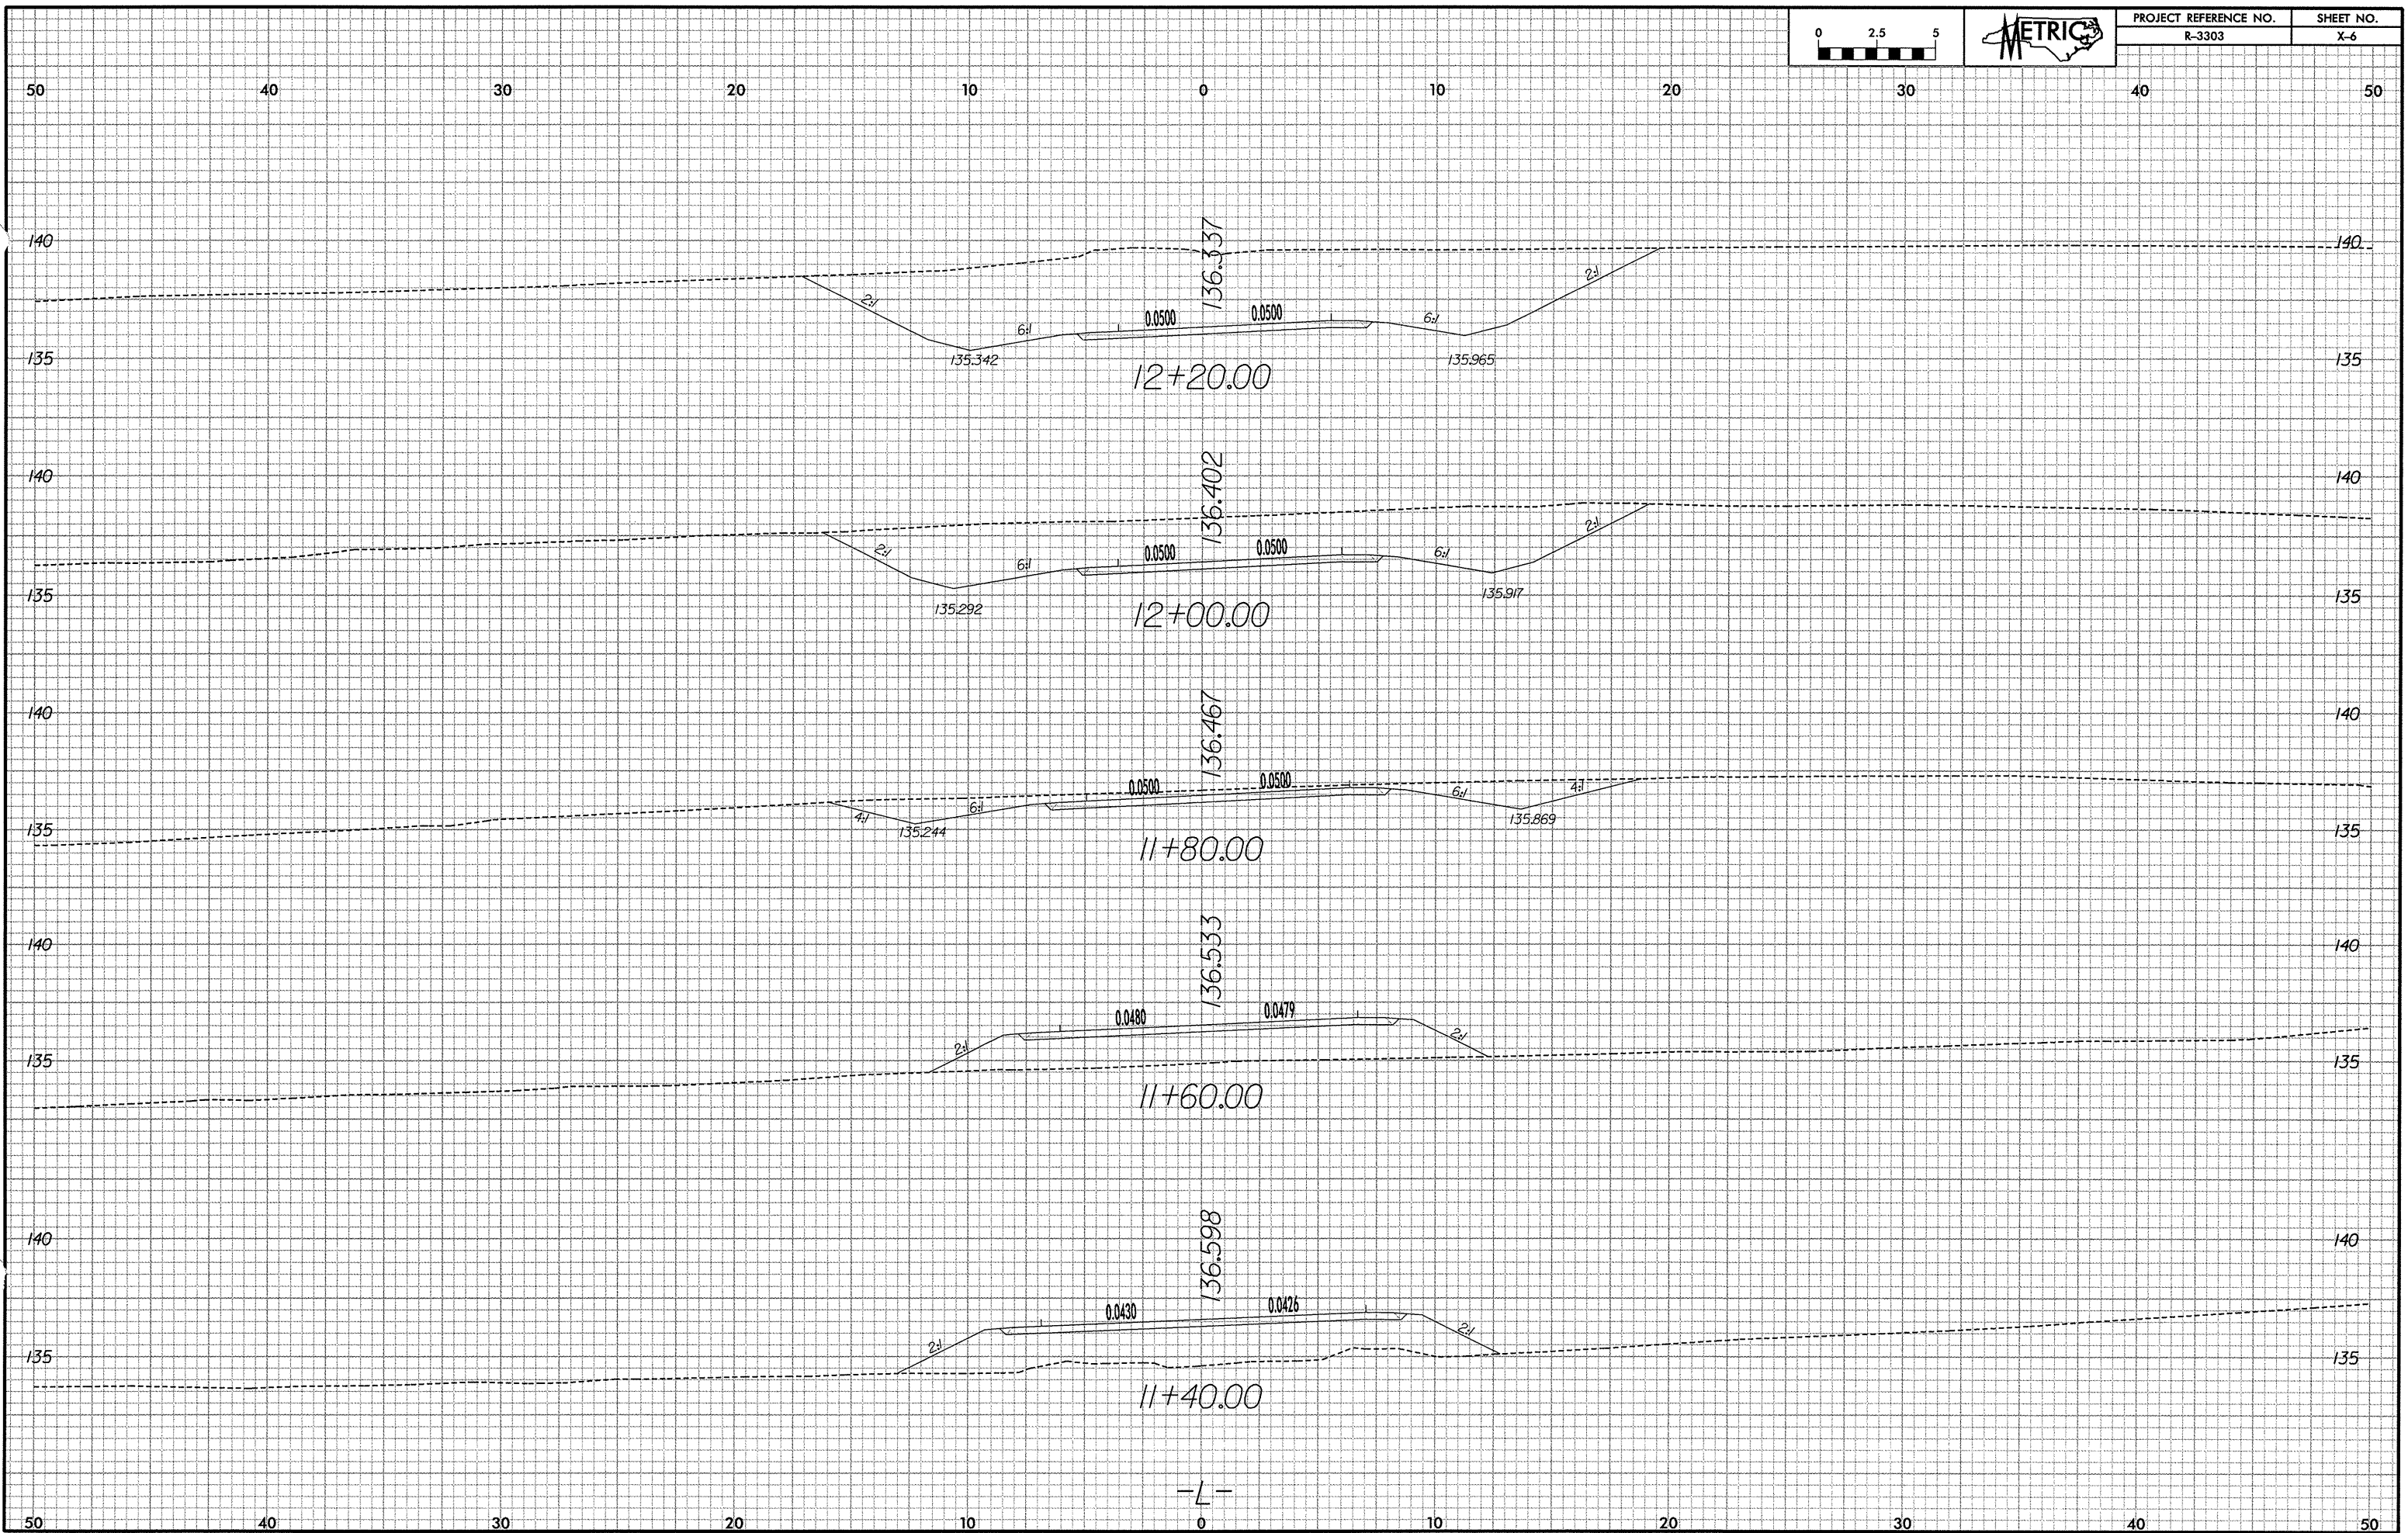 0 2.5 5
METRIC
PROJECT REFERENCE NO. SHEET NO.
R-3303 X-6
50 40 30 20 10 0 10 20 30 40 50
136.337
140 140
2:1 2:1
0.0500 0.0500
6:1 6:1
135 135.342 135.965 135
12+20.00
136.402
140 140
2:1 0.0500 0.0500 2:1
6:1 6:1
135 135.292 135.917 135
12+00.00
136.467
140 140
0.0500 0.0500
4:1 6:1 6:1 4:1
135 135.244 135.869 135
11+80.00
136.533
140 140
0.0480 0.0479
2:1 2:1
135 135
11+60.00
136.598
140 140
0.0430 0.0426
2:1 2:1
135 135
11+40.00
-L-
50 40 30 20 10 0 10 20 30 40 50